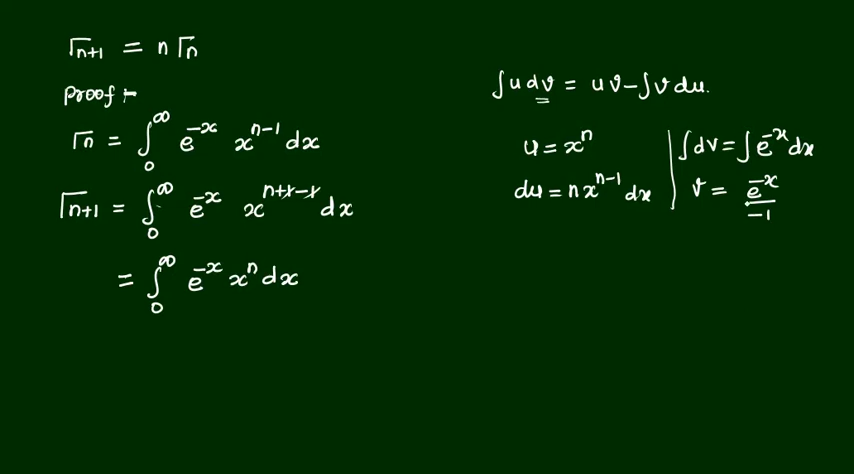 Γn+1 = n Γn
Proof :-
Γn = ∫₀^∞ e^-x x^n-1 dx
Γn+1 = ∫₀^∞ e^-x x^n+1-1 dx
= ∫₀^∞ e^-x x^n dx
∫u dv = uv - ∫v du.
u = x^n | ∫dv = ∫e^-x dx
du = n x^n-1 dx | v = e^-x / -1